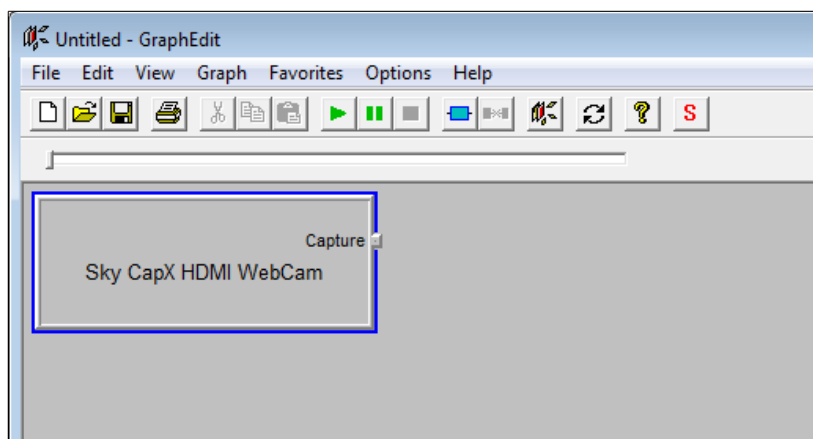 Untitled - GraphEdit
File Edit View Graph Favorites Options Help
? S
Capture
Sky CapX HDMI WebCam